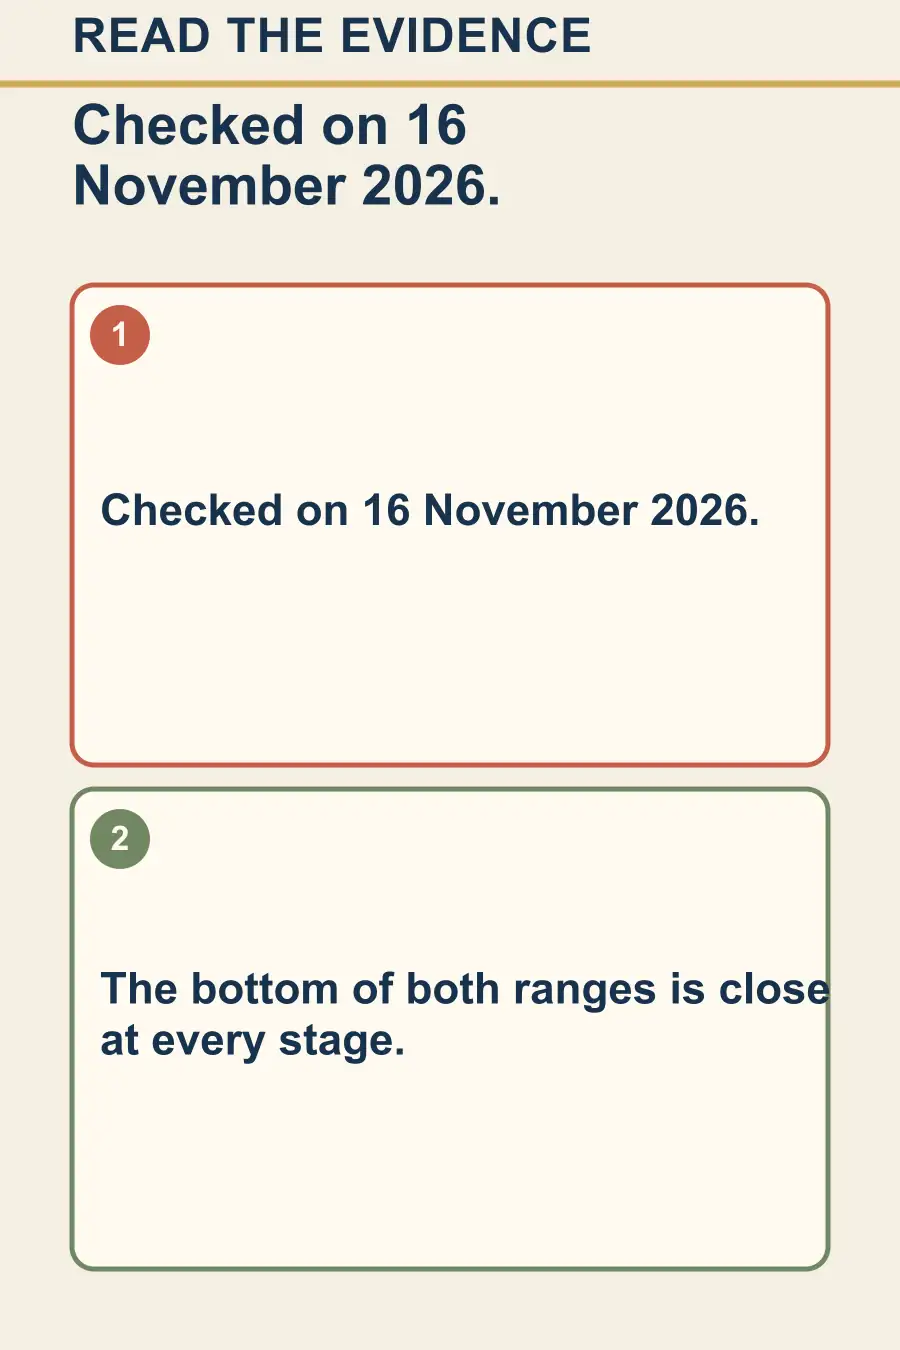 READ THE EVIDENCE
Checked on 16
November 2026.
1
Checked on 16 November 2026.
2
The bottom of both ranges is close
at every stage.